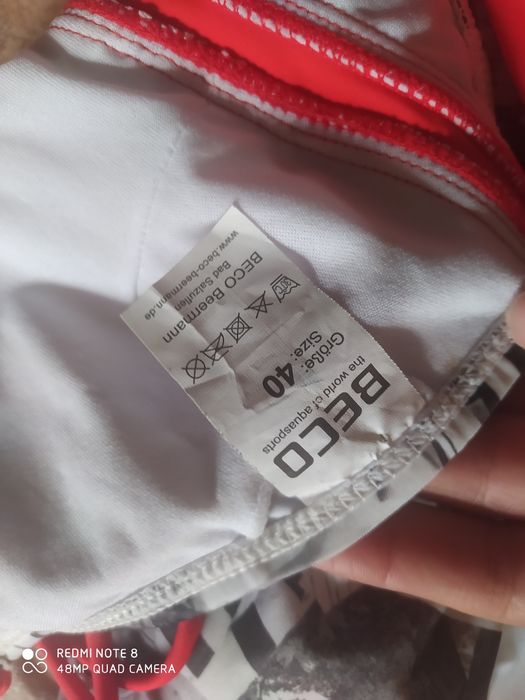 BECO
the world of aquasports
Größe:
Size: 40
30°C
BECO Beermann
Bad Salzuflen
www.beco-beermann.de
REDMI NOTE 8
48MP QUAD CAMERA